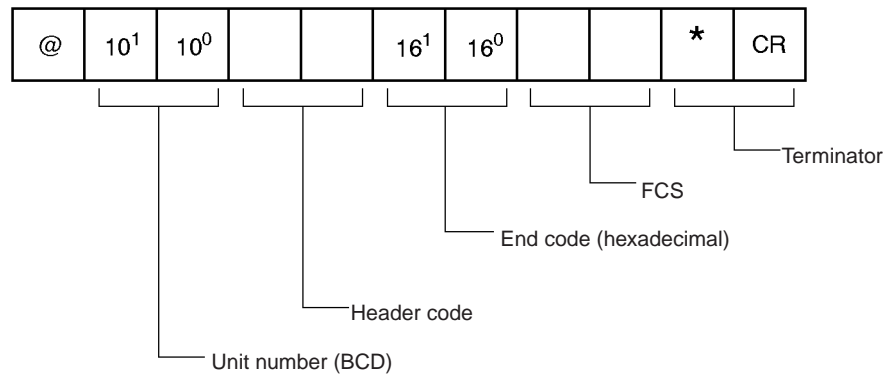 @ 10¹ 10⁰ 16¹ 16⁰ * CR
Terminator
FCS
End code (hexadecimal)
Header code
Unit number (BCD)